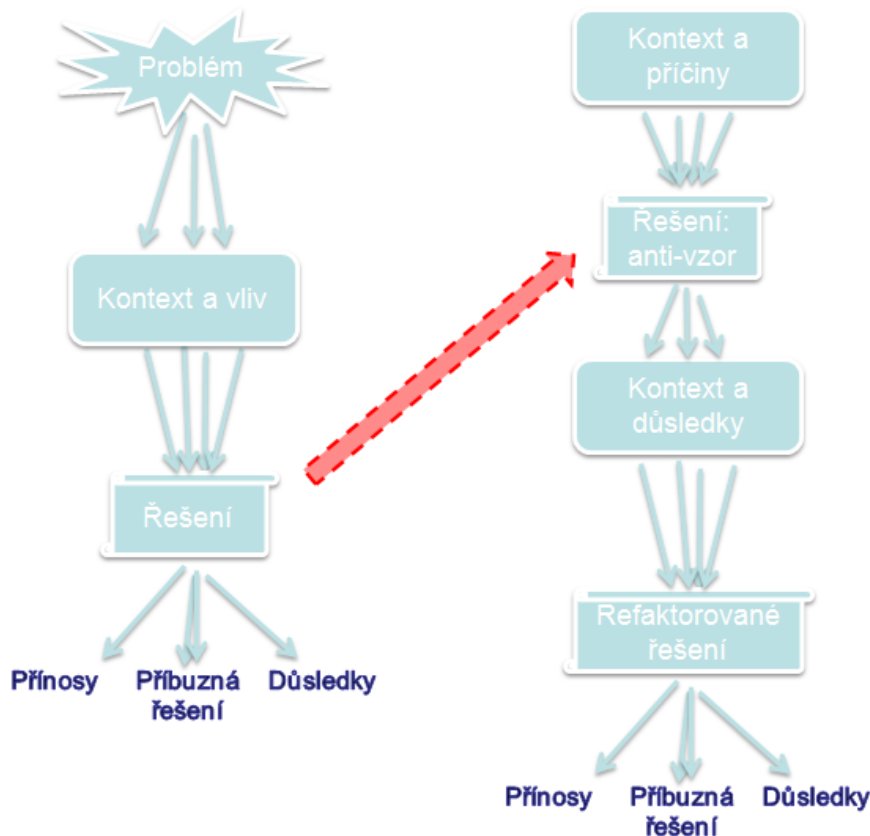 Problém
Kontext a vliv
Řešení
Přínosy
Příbuzná
řešení
Důsledky
Kontext a
příčiny
Řešení:
anti-vzor
Kontext a
důsledky
Refaktorované
řešení
Přínosy
Příbuzná
řešení
Důsledky